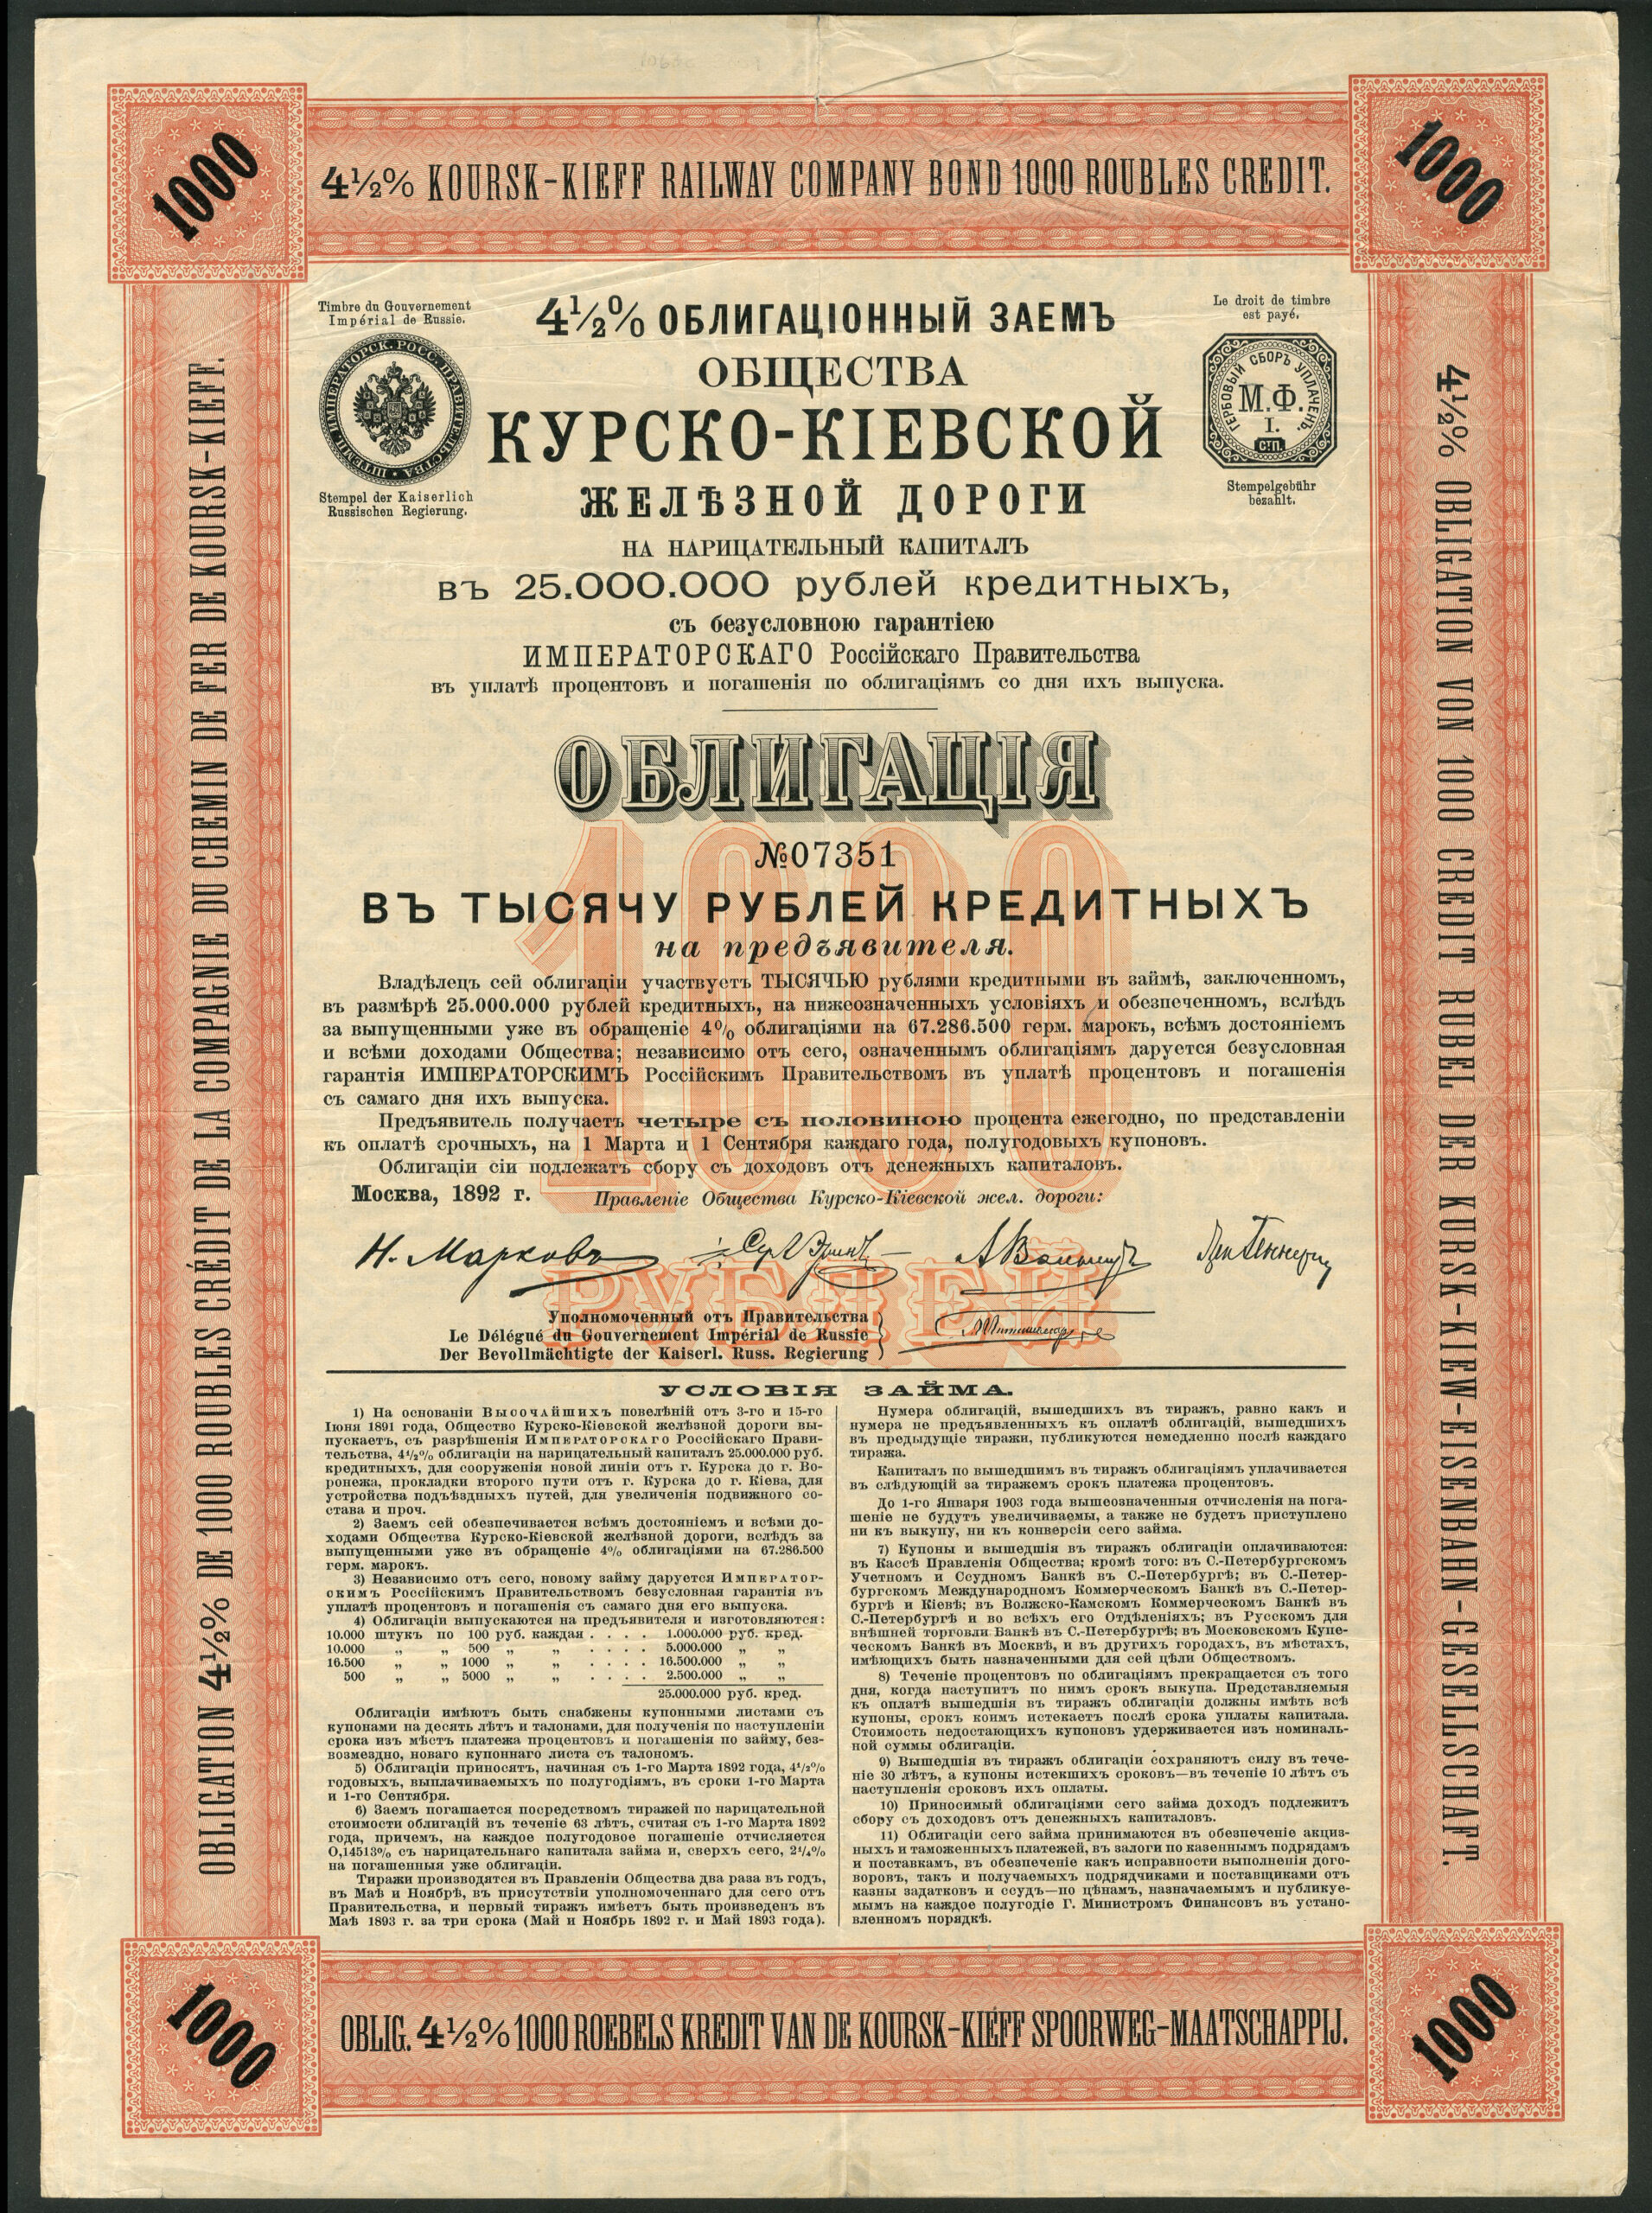 1000
4½% KOURSK-KIEFF RAILWAY COMPANY BOND 1000 ROUBLES CREDIT.
1000
OBLIGATION 4½% DE 1000 ROUBLES CRÉDIT DE LA COMPAGNIE DU CHEMIN DE FER DE KOURSK-KIEFF.
4½% OBLIGATION VON 1000 CREDIT RUBEL DER KURSK-KIEW-EISENBAHN-GESELLSCHAFT.
Timbre du Gouvernement
Impérial de Russie.
ШТЕМПЕЛЬ ИМПЕРАТОРСК. РОСС. ПРАВИТЕЛЬСТВА
Stempel der Kaiserlich
Russischen Regierung.
Le droit de timbre
est payé.
ГЕРБОВЫЙ СБОРЪ УПЛАЧЕНЪ.
М.Ф.
I.
С.П.
Stempelgebühr
bezahlt.
4½% ОБЛИГАЦІОННЫЙ ЗАЕМЪ
ОБЩЕСТВА
КУРСКО-КІЕВСКОЙ
ЖЕЛѢЗНОЙ ДОРОГИ
НА НАРИЦАТЕЛЬНЫЙ КАПИТАЛЪ
въ 25.000.000 рублей кредитныхъ,
съ безусловною гарантіею
ИМПЕРАТОРСКАГО Россійскаго Правительства
въ уплатѣ процентовъ и погашенія по облигаціямъ со дня ихъ выпуска.
ОБЛИГАЦІЯ
1000
№07351
ВЪ ТЫСЯЧУ РУБЛЕЙ КРЕДИТНЫХЪ
на предъявителя.
Владѣлецъ сей облигаціи участвуетъ ТЫСЯЧЬЮ рублями кредитными въ займѣ, заключенномъ,
въ размѣрѣ 25.000.000 рублей кредитныхъ, на нижеозначенныхъ условіяхъ и обезпеченномъ, вслѣдъ
за выпущенными уже въ обращеніе 4% облигаціями на 67.286.500 герм. марокъ, всѣмъ достояніемъ
и всѣми доходами Общества; независимо отъ сего, означеннымъ облигаціямъ даруется безусловная
гарантія ИМПЕРАТОРСКИМЪ Россійскимъ Правительствомъ въ уплатѣ процентовъ и погашенія
съ самаго дня ихъ выпуска.
Предъявитель получаетъ четыре съ половиною процента ежегодно, по представленіи
къ оплатѣ срочныхъ, на 1 Марта и 1 Сентября каждаго года, полугодовыхъ купоновъ.
Облигаціи сіи подлежатъ сбору съ доходовъ отъ денежныхъ капиталовъ.
Москва, 1892 г. Правленіе Общества Курско-Кіевской жел. дороги:
Н. Марковъ
РУБЛЕЙ
Уполномоченный отъ Правительства
Le Délégué du Gouvernement Impérial de Russie
Der Bevollmächtigte der Kaiserl. Russ. Regierung
УСЛОВІЯ ЗАЙМА.
1) На основаніи Высочайшихъ повелѣній отъ 3-го и 15-го
Іюня 1891 года, Общество Курско-Кіевской желѣзной дороги вы-
пускаетъ, съ разрѣшенія Императорскаго Россійскаго Прави-
тельства, 4½% облигаціи на нарицательный капиталъ 25.000.000 руб.
кредитныхъ, для сооруженія новой линіи отъ г. Курска до г. Во-
ронежа, прокладки второго пути отъ г. Курска до г. Кіева, для
устройства подъѣздныхъ путей, для увеличенія подвижного со-
става и проч.
2) Заемъ сей обезпечивается всѣмъ достояніемъ и всѣми до-
ходами Общества Курско-Кіевской желѣзной дороги, вслѣдъ за
выпущенными уже въ обращеніе 4% облигаціями на 67.286.500
герм. марокъ.
3) Независимо отъ сего, новому займу даруется Император-
скимъ Россійскимъ Правительствомъ безусловная гарантія въ
уплатѣ процентовъ и погашенія съ самаго дня его выпуска.
4) Облигаціи выпускаются на предъявителя и изготовляются:
10.000 штукъ по 100 руб. каждая . . . . 1.000.000 руб. кред.
10.000 „ „ 500 „ „ . . . . 5.000.000 „ „
16.500 „ „ 1000 „ „ . . . . 16.500.000 „ „
500 „ „ 5000 „ „ . . . . 2.500.000 „ „
25.000.000 руб. кред.
Облигаціи имѣютъ быть снабжены купонными листами съ
купонами на десять лѣтъ и талонами, для полученія по наступленіи
срока изъ мѣстъ платежа процентовъ и погашенія по займу, без-
возмездно, новаго купоннаго листа съ талономъ.
5) Облигаціи приносятъ, начиная съ 1-го Марта 1892 года, 4½%
годовыхъ, выплачиваемыхъ по полугодіямъ, въ сроки 1-го Марта
и 1-го Сентября.
6) Заемъ погашается посредствомъ тиражей по нарицательной
стоимости облигацій въ теченіе 63 лѣтъ, считая съ 1-го Марта 1892
года, причемъ, на каждое полугодовое погашеніе отчисляется
0,14513% съ нарицательнаго капитала займа и, сверхъ сего, 2¼%
на погашенныя уже облигаціи.
Тиражи производятся въ Правленіи Общества два раза въ годъ,
въ Маѣ и Ноябрѣ, въ присутствіи уполномоченнаго для сего отъ
Правительства, и первый тиражъ имѣетъ быть произведенъ въ
Маѣ 1893 г. за три срока (Май и Ноябрь 1892 г. и Май 1893 года).
Нумера облигацій, вышедшихъ въ тиражъ, равно какъ и
нумера не предъявленныхъ къ оплатѣ облигацій, вышедшихъ
въ предыдущіе тиражи, публикуются немедленно послѣ каждаго
тиража.
Капиталъ по вышедшимъ въ тиражъ облигаціямъ уплачивается
въ слѣдующій за тиражемъ срокъ платежа процентовъ.
До 1-го Января 1903 года вышеозначенныя отчисленія на пога-
шеніе не будутъ увеличиваемы, а также не будетъ приступлено
ни къ выкупу, ни къ конверсіи сего займа.
7) Купоны и вышедшія въ тиражъ облигаціи оплачиваются:
въ Кассѣ Правленія Общества; кромѣ того: въ С.-Петербургскомъ
Учетномъ и Ссудномъ Банкѣ въ С.-Петербургѣ; въ С.-Петер-
бургскомъ Международномъ Коммерческомъ Банкѣ въ С.-Петер-
бургѣ и Кіевѣ; въ Волжско-Камскомъ Коммерческомъ Банкѣ въ
С.-Петербургѣ и во всѣхъ его Отдѣленіяхъ; въ Русскомъ для
внѣшней торговли Банкѣ въ С.-Петербургѣ; въ Московскомъ Купе-
ческомъ Банкѣ въ Москвѣ, и въ другихъ городахъ, въ мѣстахъ,
имѣющихъ быть назначенными для сей цѣли Обществомъ.
8) Теченіе процентовъ по облигаціямъ прекращается съ того
дня, когда наступитъ по нимъ срокъ выкупа. Представляемыя
къ оплатѣ вышедшія въ тиражъ облигаціи должны имѣть всѣ
купоны, срокъ коимъ истекаетъ послѣ срока уплаты капитала.
Стоимость недостающихъ купоновъ удерживается изъ номиналь-
ной суммы облигаціи.
9) Вышедшія въ тиражъ облигаціи сохраняютъ силу въ тече-
ніе 30 лѣтъ, а купоны истекшихъ сроковъ—въ теченіе 10 лѣтъ съ
наступленія сроковъ ихъ оплаты.
10) Приносимый облигаціями сего займа доходъ подлежитъ
сбору съ доходовъ отъ денежныхъ капиталовъ.
11) Облигаціи сего займа принимаются въ обезпеченіе акциз-
ныхъ и таможенныхъ платежей, въ залоги по казеннымъ подрядамъ
и поставкамъ, въ обезпеченіе какъ исправности выполненія дого-
воровъ, такъ и получаемыхъ подрядчиками и поставщиками отъ
казны задатковъ и ссудъ—по цѣнамъ, назначаемымъ и публикуе-
мымъ на каждое полугодіе Г. Министромъ Финансовъ въ устано-
вленномъ порядкѣ.
1000
OBLIG. 4½% 1000 ROEBELS KREDIT VAN DE KOURSK-KIEFF SPOORWEG-MAATSCHAPPIJ.
1000